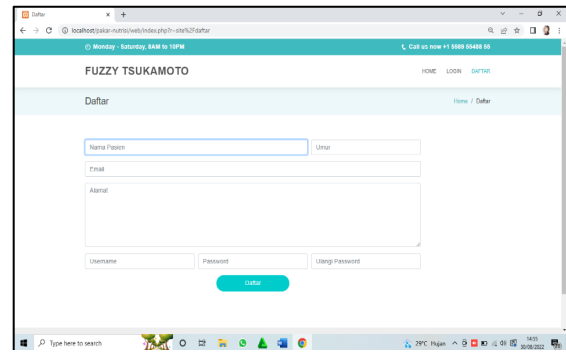 Daftar
localhost/pakar-nutrisi/web/index.php?r=site%2Fdaftar
Monday - Saturday, 8AM to 10PM
Call us now +1 5589 55488 55
FUZZY TSUKAMOTO
HOME LOGIN DAFTAR
Daftar
Home / Daftar
Nama Pasien
Umur
Email
Alamat
Username
Password
Ulangi Password
Daftar
Type here to search
29°C Hujan
14:55
30/08/2022